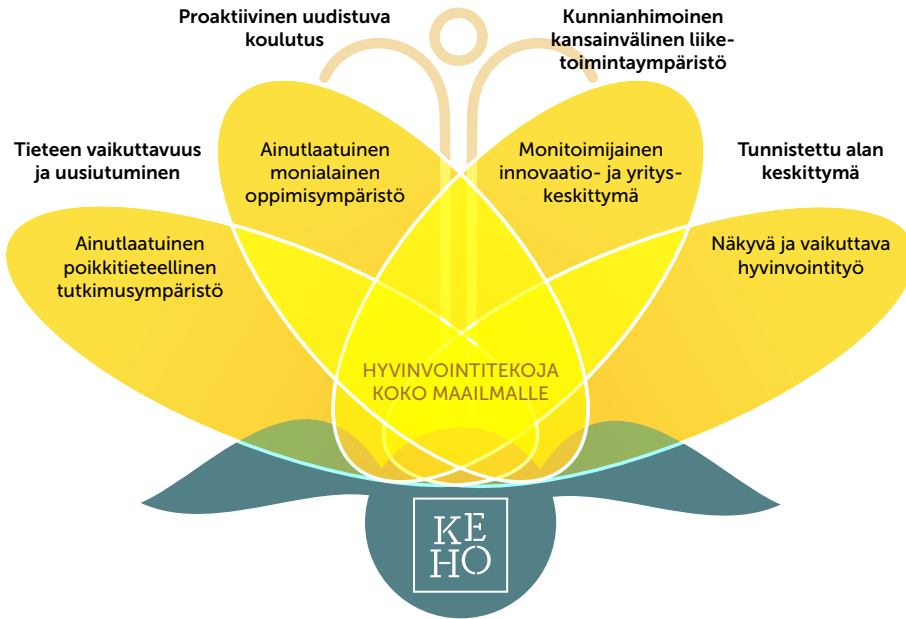 Proaktiivinen uudistuva
koulutus
Kunnianhimoinen
kansainvälinen liike-
toimintaympäristö
Tieteen vaikuttavuus
ja uusiutuminen
Ainutlaatuinen
monialainen
oppimisympäristö
Monitoimijainen
innovaatio- ja yritys-
keskittymä
Tunnistettu alan
keskittymä
Ainutlaatuinen
poikkitieteellinen
tutkimusympäristö
Näkyvä ja vaikuttava
hyvinvointityö
HYVINVOINTITEKOJA
KOKO MAAILMALLE
KE
HO